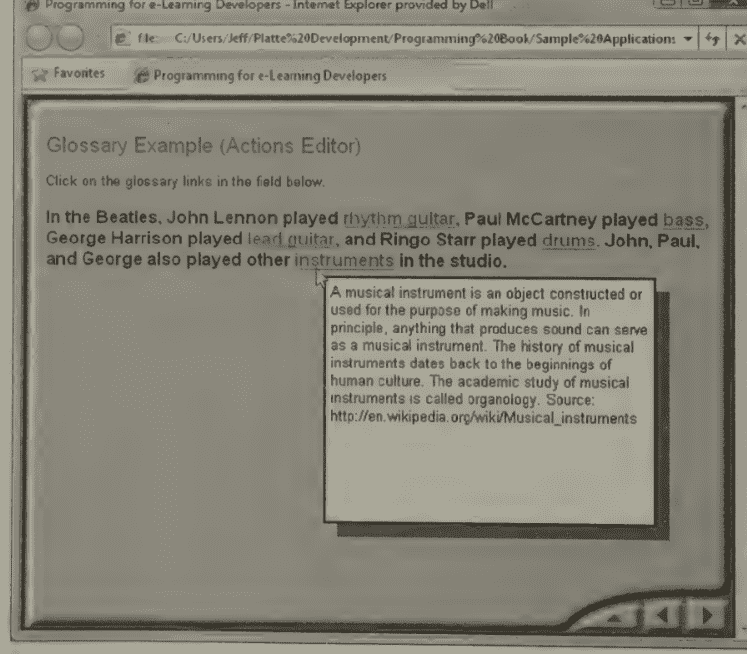 Programming for e-Learning Developers - Internet Explorer provided by Dell
file: C:/Users/Jeff/Platte%20Development/Programming%20Book/Sample%20Applications
Favorites Programming for e-Learning Developers
Glossary Example (Actions Editor)
Click on the glossary links in the field below.
In the Beatles, John Lennon played rhythm guitar, Paul McCartney played bass,
George Harrison played lead guitar, and Ringo Starr played drums. John, Paul,
and George also played other instruments in the studio.
A musical instrument is an object constructed or
used for the purpose of making music. In
principle, anything that produces sound can serve
as a musical instrument. The history of musical
instruments dates back to the beginnings of
human culture. The academic study of musical
instruments is called organology. Source:
http://en.wikipedia.org/wiki/Musical_instruments